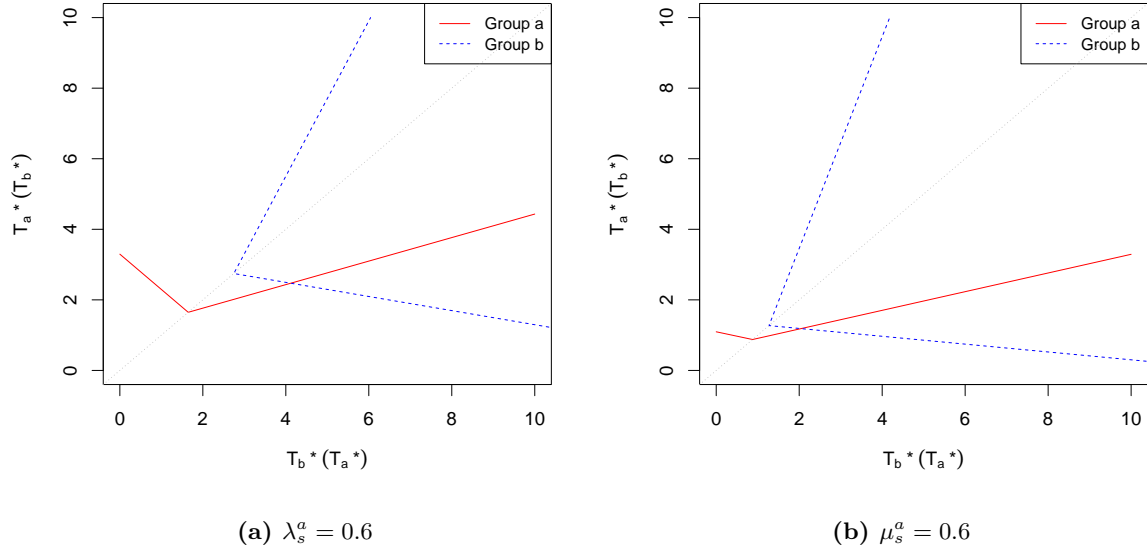 10
8
6
4
2
0
T_a * (T_b *)
Group a
Group b
0 2 4 6 8 10
T_b * (T_a *)
(a) λ_s^a = 0.6
10
8
6
4
2
0
T_a * (T_b *)
Group a
Group b
0 2 4 6 8 10
T_b * (T_a *)
(b) μ_s^a = 0.6